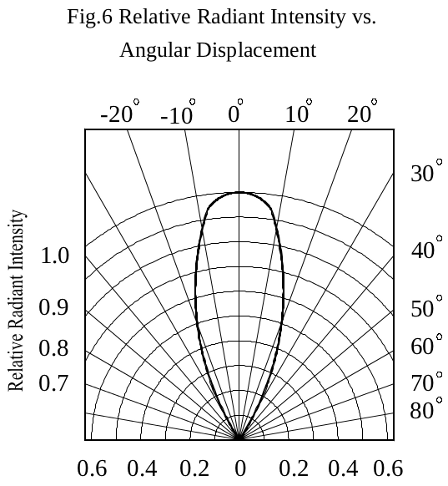 Fig.6 Relative Radiant Intensity vs.
Angular Displacement
-20° -10° 0° 10° 20°
30°
40°
50°
60°
70°
80°
Relative Radiant Intensity
1.0
0.9
0.8
0.7
0.6 0.4 0.2 0 0.2 0.4 0.6